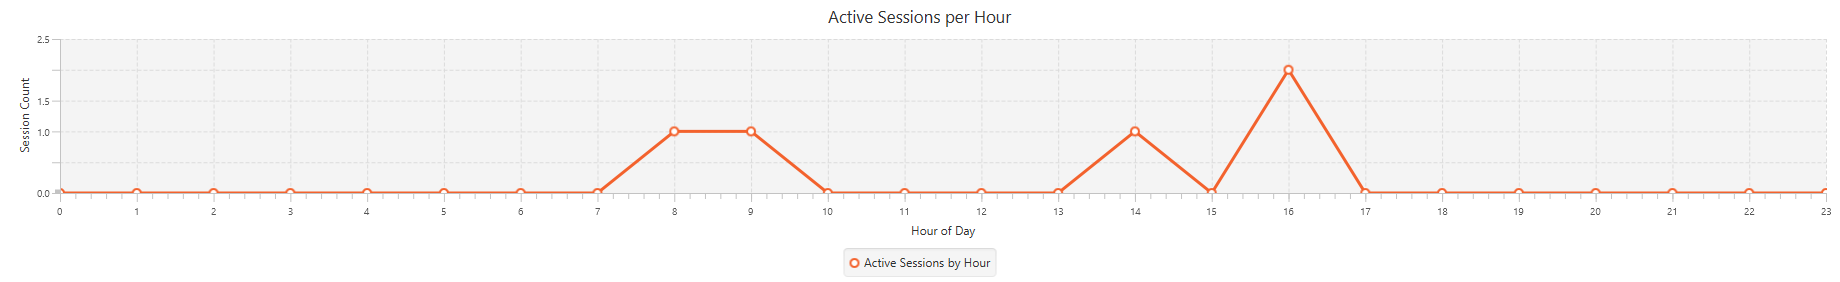 Active Sessions per Hour
2.5
1.5
1.0
0.0
Session Count
0 1 2 3 4 5 6 7 8 9 10 11 12 13 14 15 16 17 18 19 20 21 22 23
Hour of Day
Active Sessions by Hour